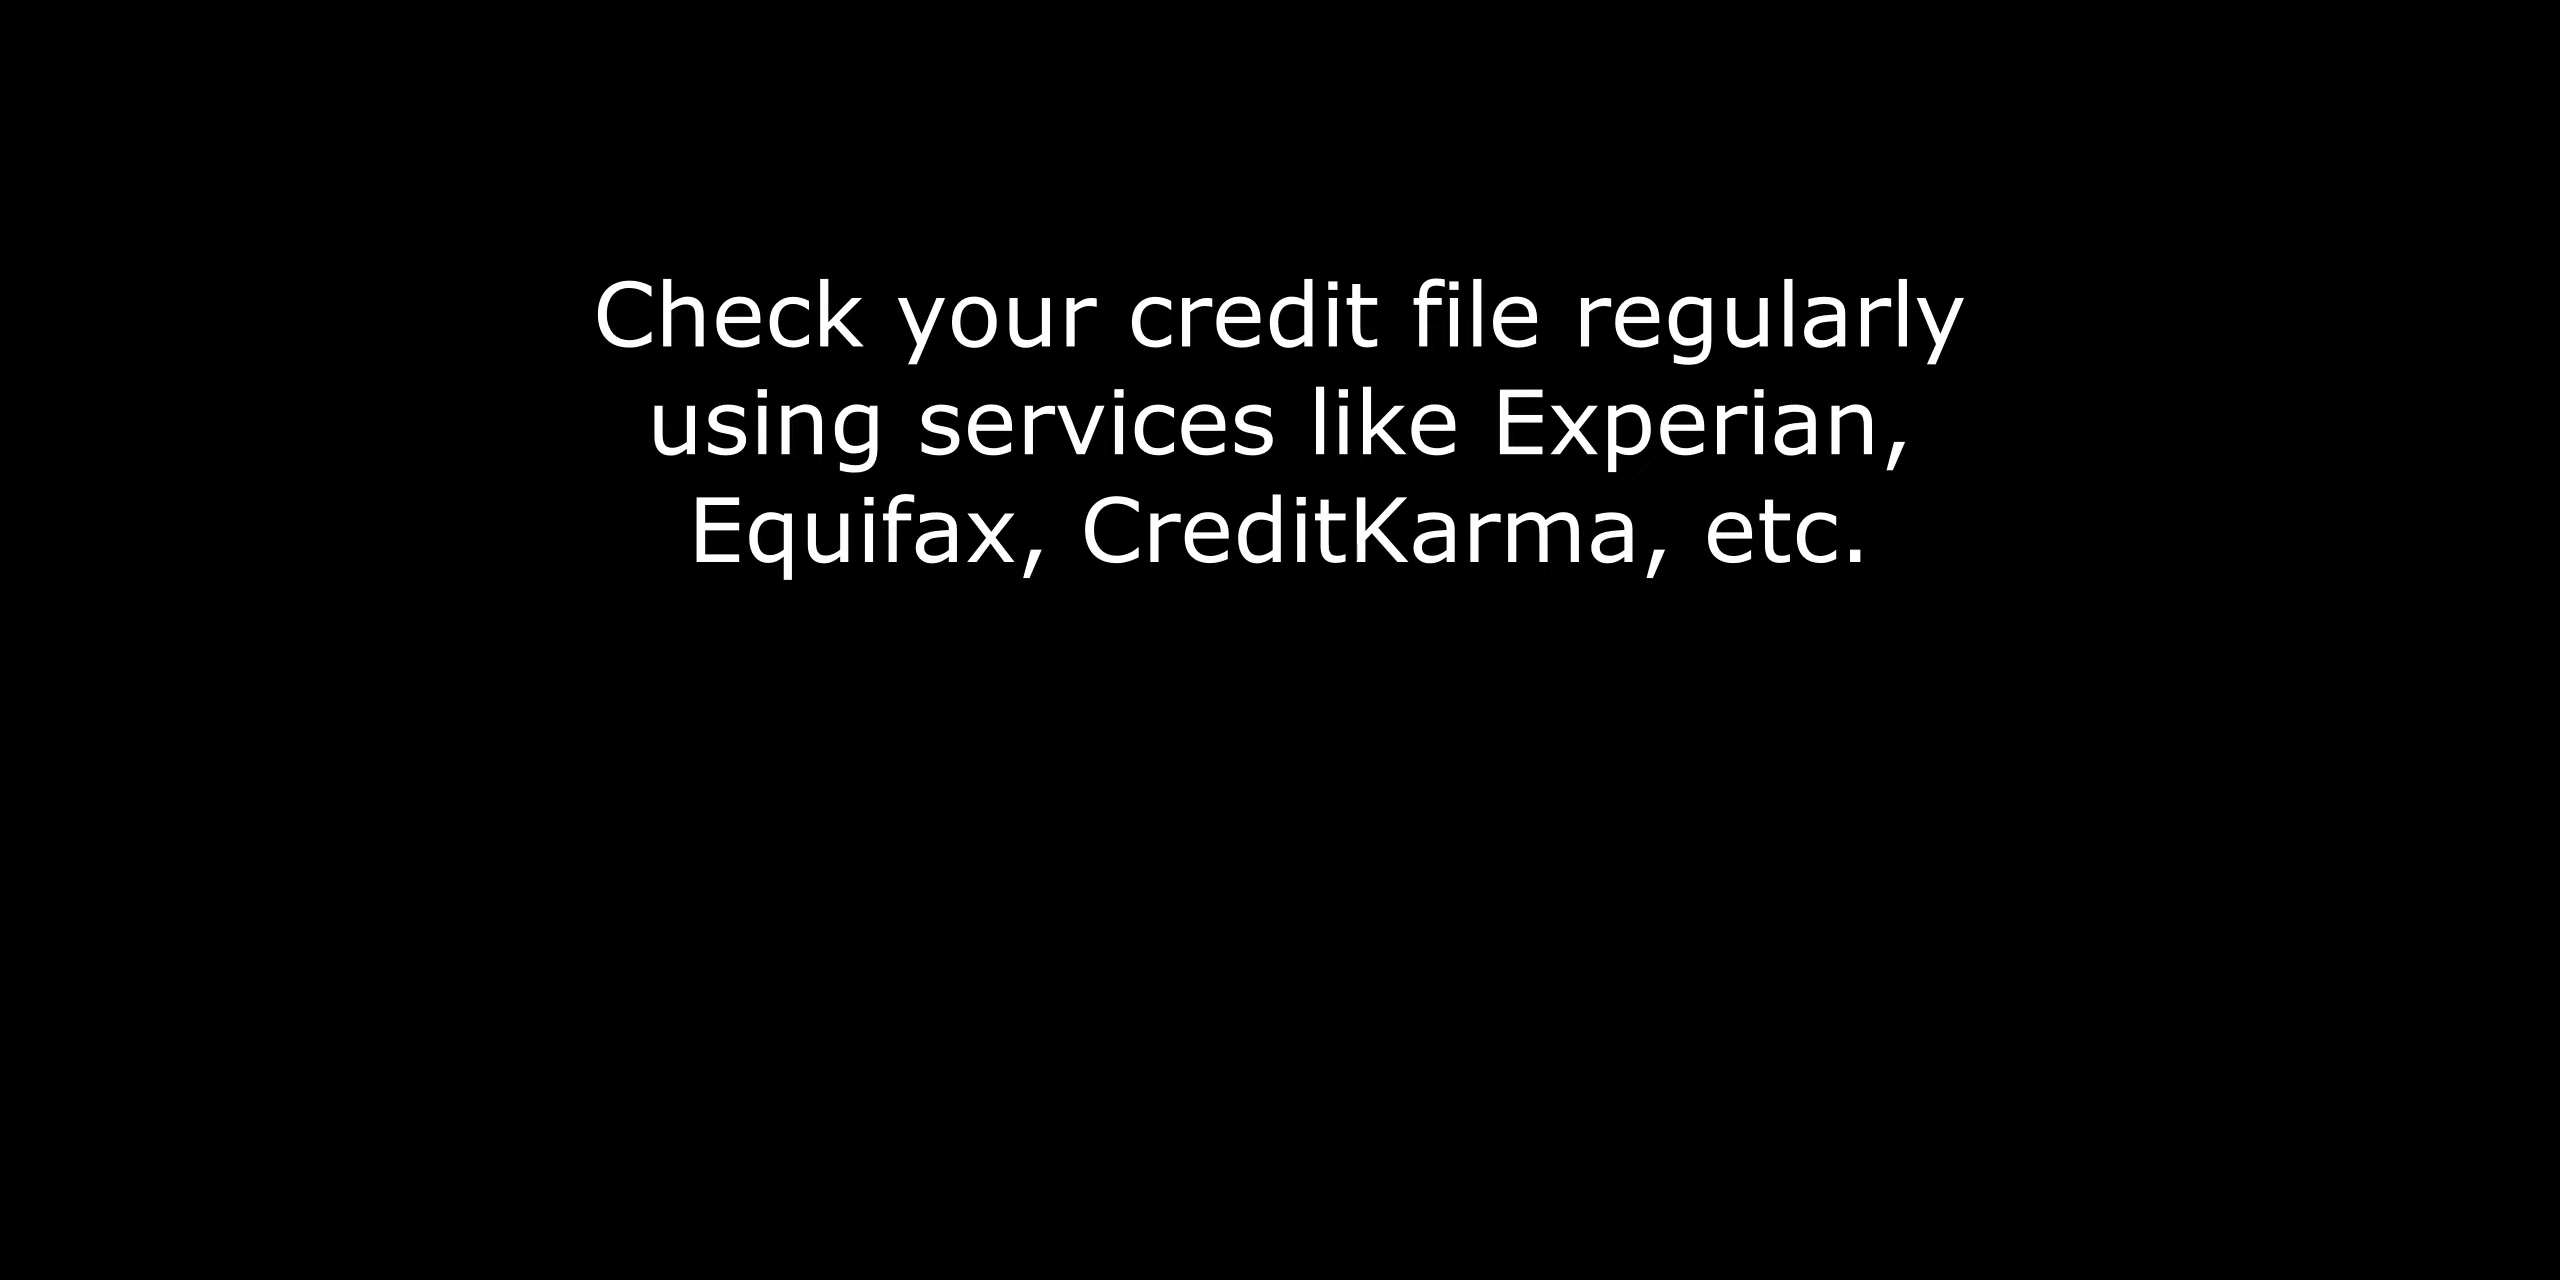 Check your credit file regularly
using services like Experian,
Equifax, CreditKarma, etc.